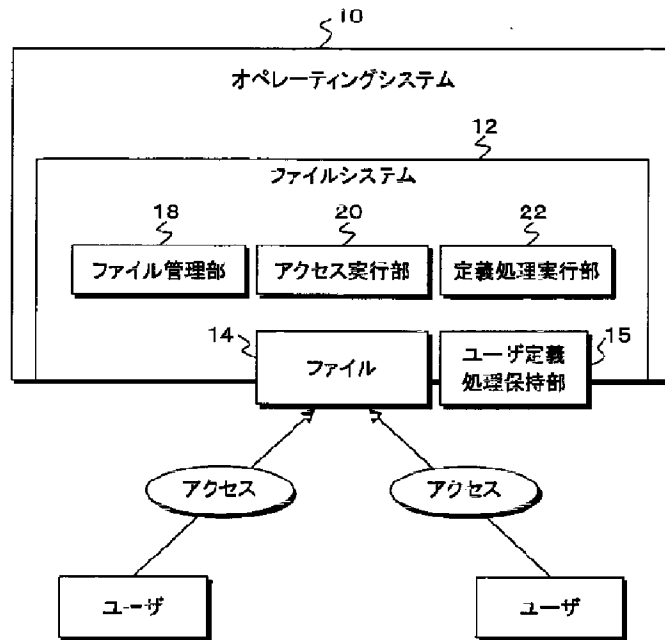 10
オペレーティングシステム
12
ファイルシステム
18
20
22
ファイル管理部
アクセス実行部
定義処理実行部
14
ファイル
ユーザ定義
処理保持部
15
アクセス
アクセス
ユーザ
ユーザ